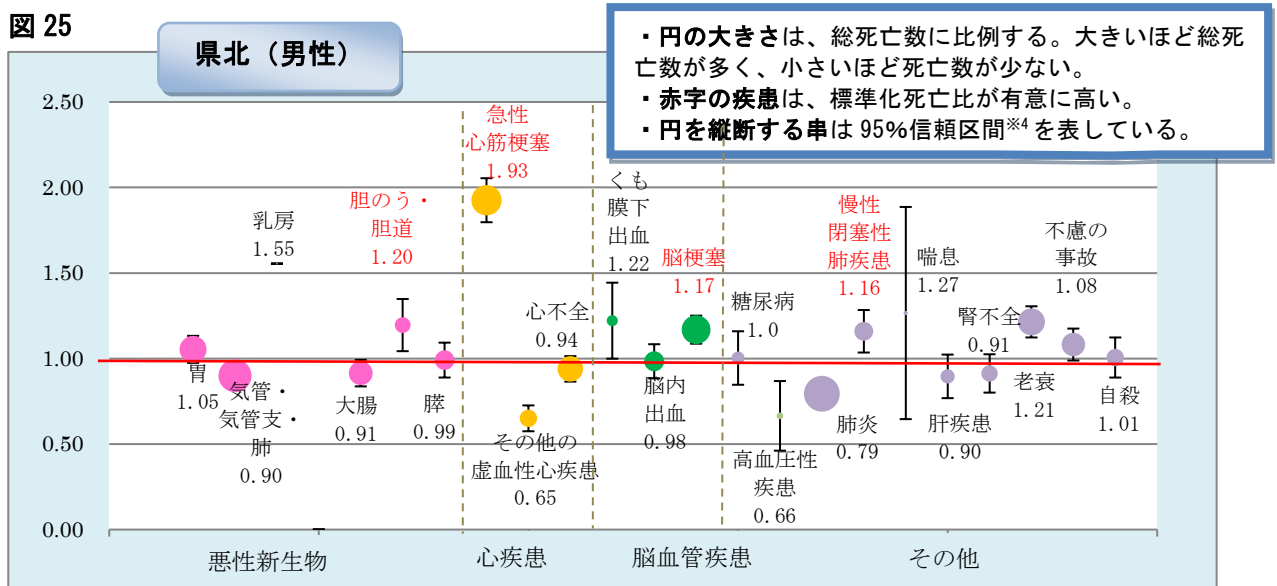 図 25
県北（男性）
・円の大きさは、総死亡数に比例する。大きいほど総死
亡数が多く、小さいほど死亡数が少ない。
・赤字の疾患は、標準化死亡比が有意に高い。
・円を縦断する串は 95%信頼区間※4 を表している。
2.50
2.00
1.50
1.00
0.50
0.00
胃
1.05
気管・
気管支・
肺
0.90
乳房
1.55
大腸
0.91
胆のう・
胆道
1.20
膵
0.99
急性
心筋梗塞
1.93
その他の
虚血性心疾患
0.65
心不全
0.94
くも
膜下
出血
1.22
脳内
出血
0.98
脳梗塞
1.17
糖尿病
1.0
高血圧性
疾患
0.66
肺炎
0.79
慢性
閉塞性
肺疾患
1.16
喘息
1.27
肝疾患
0.90
腎不全
0.91
老衰
1.21
不慮の
事故
1.08
自殺
1.01
悪性新生物
心疾患
脳血管疾患
その他